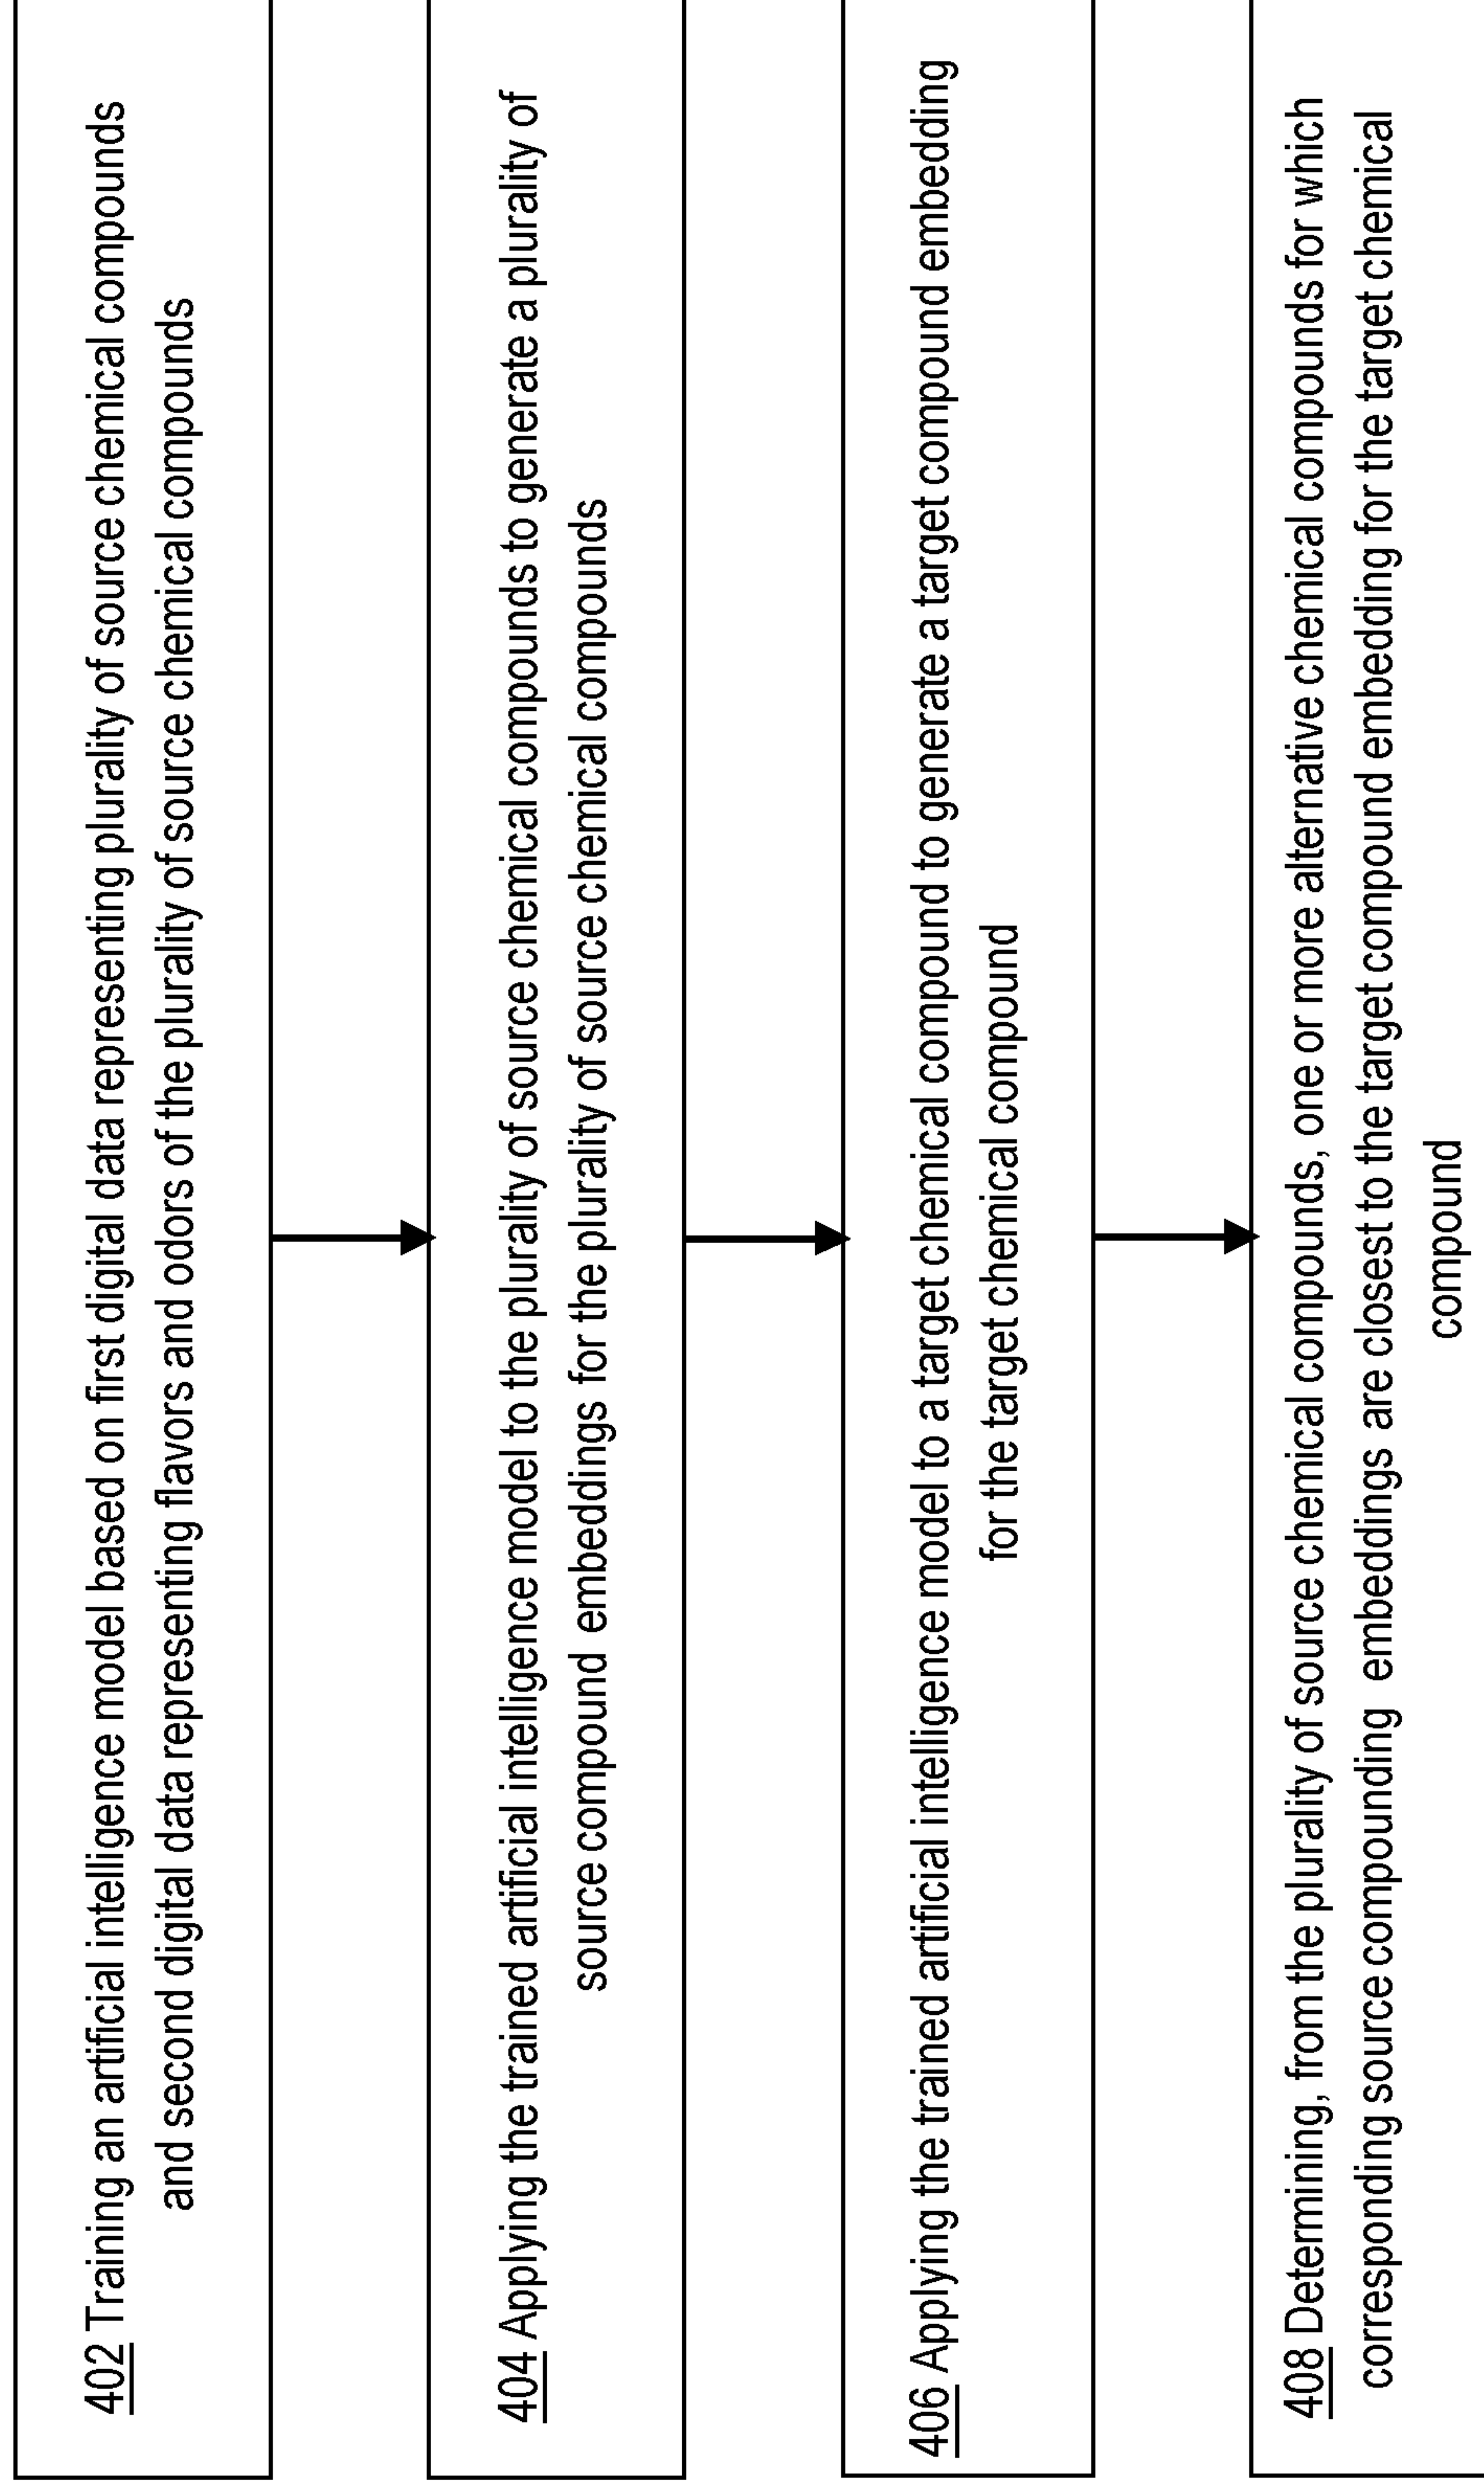 402 Training an artificial intelligence model based on first digital data representing plurality of source chemical compounds
and second digital data representing flavors and odors of the plurality of source chemical compounds
404 Applying the trained artificial intelligence model to the plurality of source chemical compounds to generate a plurality of
source compound embeddings for the plurality of source chemical compounds
406 Applying the trained artificial intelligence model to a target chemical compound to generate a target compound embedding
for the target chemical compound
408 Determining, from the plurality of source chemical compounds, one or more alternative chemical compounds for which
corresponding source compounding embeddings are closest to the target compound embedding for the target chemical
compound